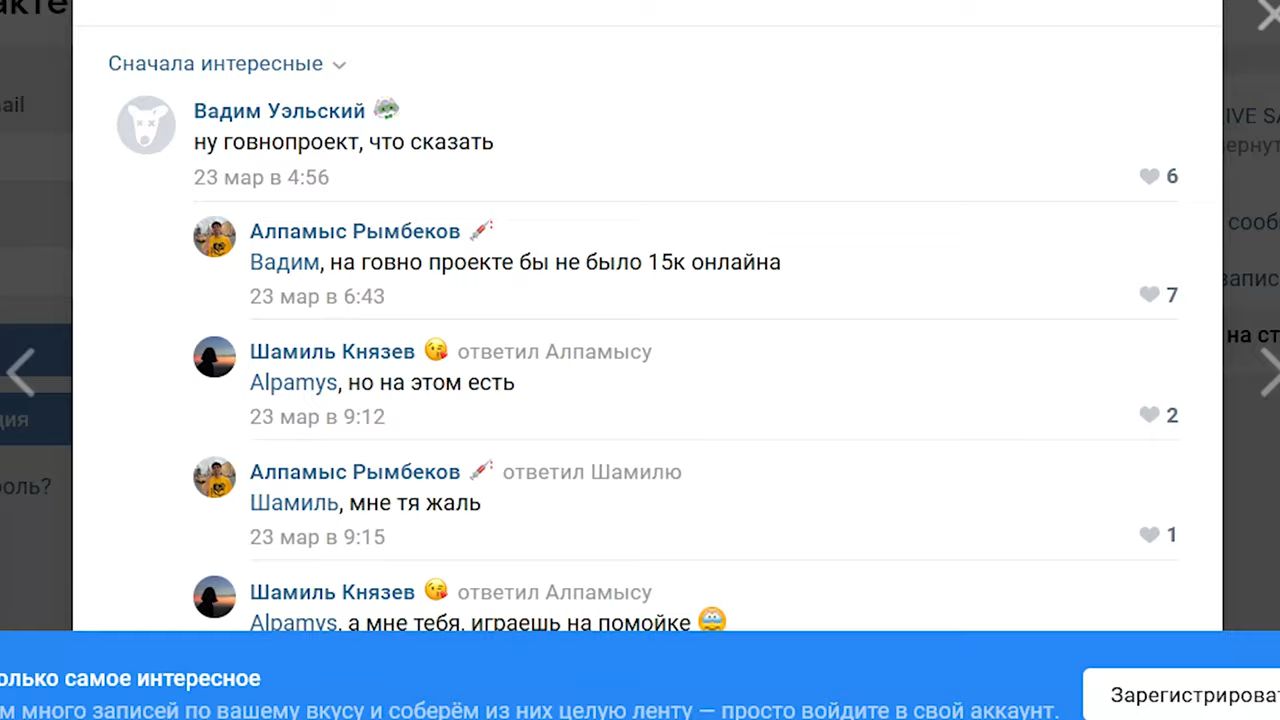 Сначала интересные
Вадим Уэльский
ну говнопроект, что сказать
23 мар в 4:56
6
Алпамыс Рымбеков
Вадим, на говно проекте бы не было 15к онлайна
23 мар в 6:43
7
Шамиль Князев ответил Алпамысу
Alpamys, но на этом есть
23 мар в 9:12
2
Алпамыс Рымбеков ответил Шамилю
Шамиль, мне тя жаль
23 мар в 9:15
1
Шамиль Князев ответил Алпамысу
Alpamys, а мне тебя, играешь на помойке
олько самое интересное
м много записей по вашему вкусу и соберём из них целую ленту — просто войдите в свой аккаунт.
Зарегистрироват